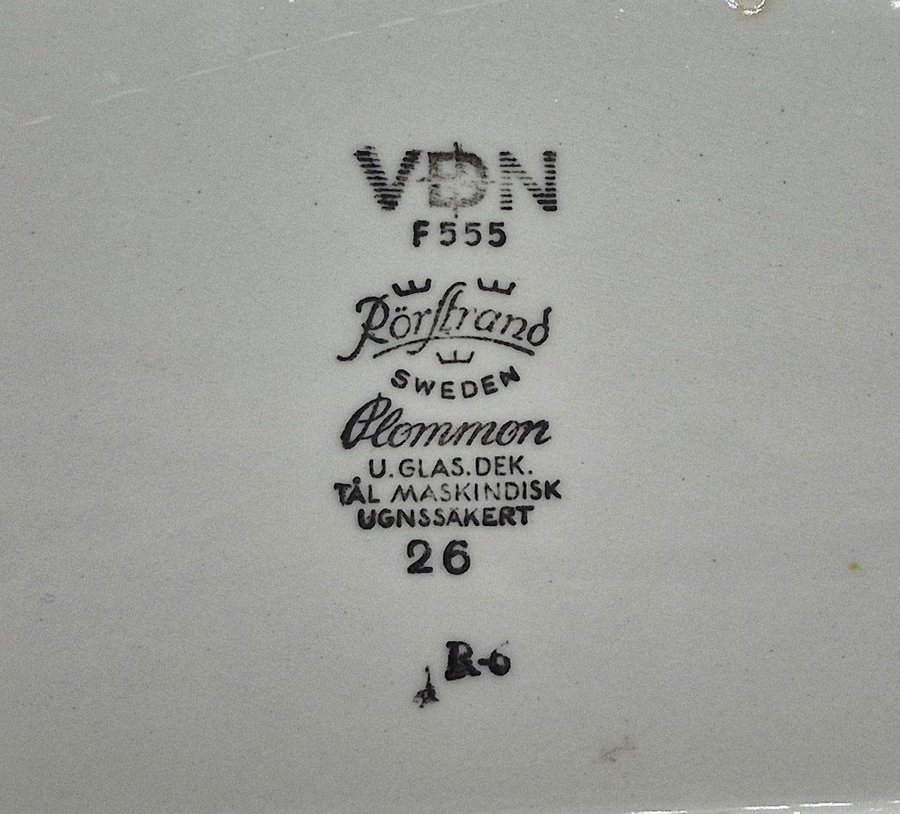 VDN
F555
Rörstrand
SWEDEN
Plommon
U.GLAS.DEK.
TÅL MASKINDISK
UGNSSÄKERT
26
R-6